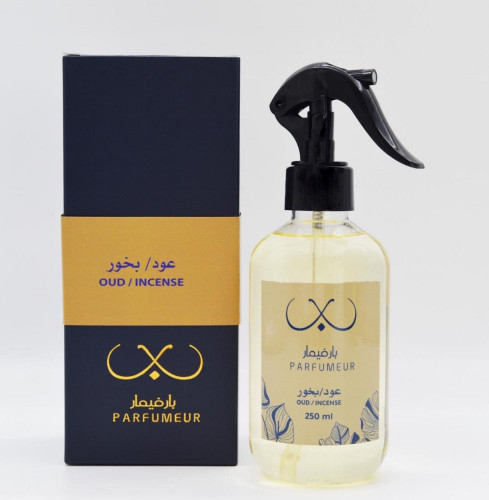 عود/ بخور
OUD / INCENSE
بارفيمار
PARFUMEUR
بارفيمار
PARFUMEUR
عود/بخور
OUD / INCENSE
250 ml